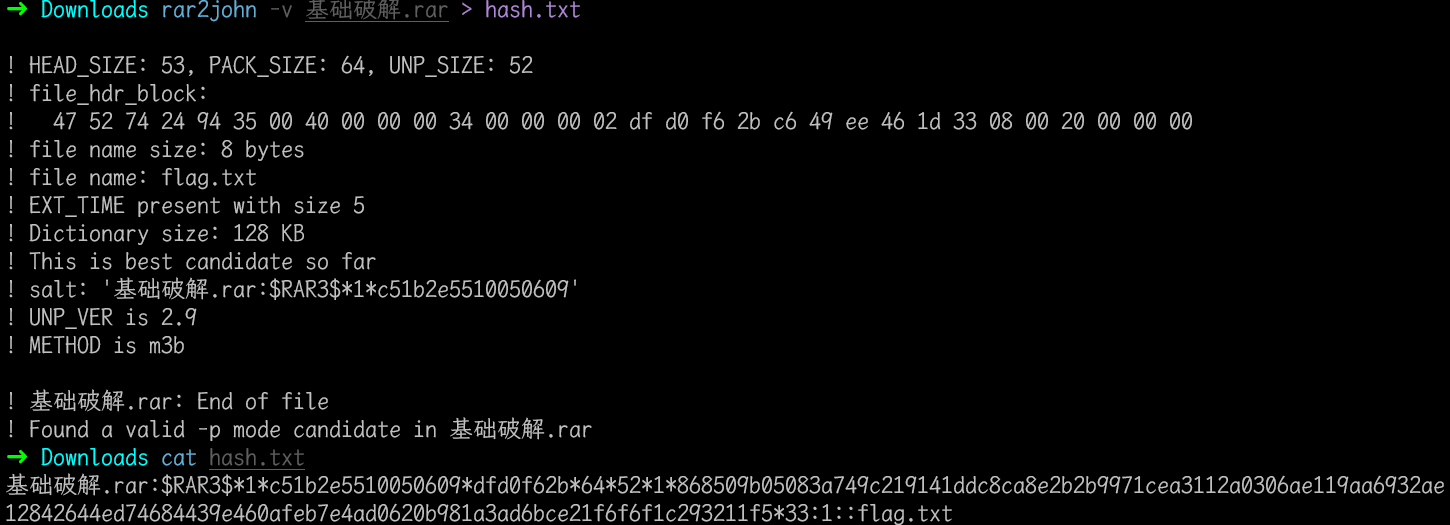 → Downloads rar2john -v 基础破解.rar > hash.txt
! HEAD_SIZE: 53, PACK_SIZE: 64, UNP_SIZE: 52
! file_hdr_block:
!   47 52 74 24 94 35 00 40 00 00 00 34 00 00 00 02 df d0 f6 2b c6 49 ee 46 1d 33 08 00 20 00 00 00
! file name size: 8 bytes
! file name: flag.txt
! EXT_TIME present with size 5
! Dictionary size: 128 KB
! This is best candidate so far
! salt: '基础破解.rar:$RAR3$*1*c51b2e5510050609'
! UNP_VER is 2.9
! METHOD is m3b
! 基础破解.rar: End of file
! Found a valid -p mode candidate in 基础破解.rar
→ Downloads cat hash.txt
基础破解.rar:$RAR3$*1*c51b2e5510050609*dfd0f62b*64*52*1*868509b05083a749c219141ddc8ca8e2b2b9971cea3112a0306ae119aa6932ae
12842644ed74684439e460afeb7e4ad0620b981a3ad6bce21f6f6f1c293211f5*33:1::flag.txt